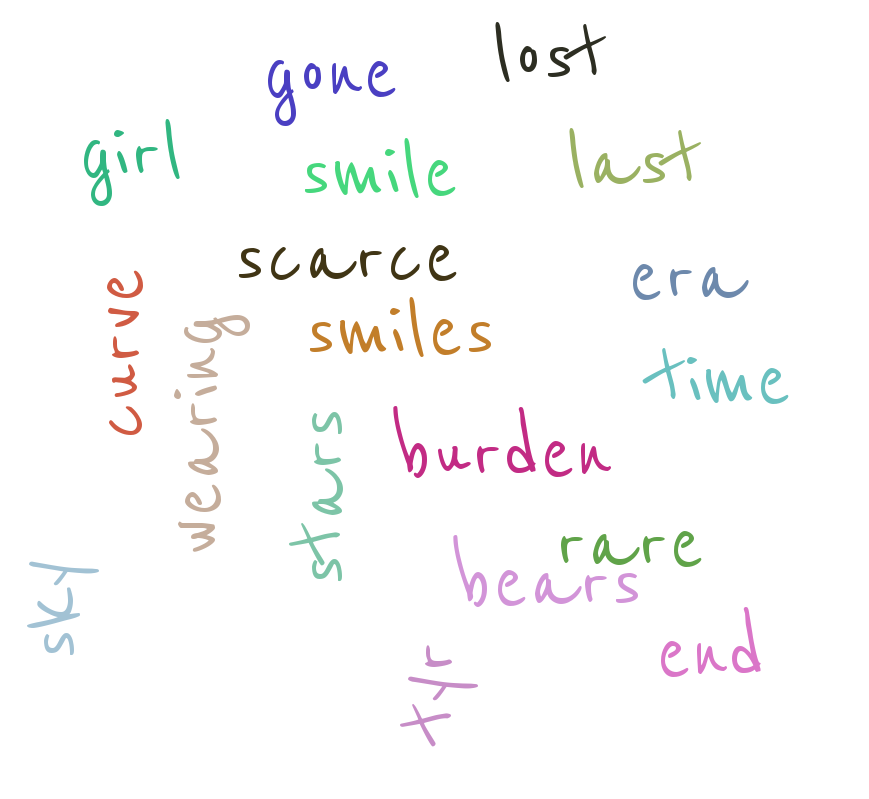 gone
lost
girl
smile
last
scarce
era
curve
wearing
smiles
time
stars
burden
rare
bears
sky
end
tyr